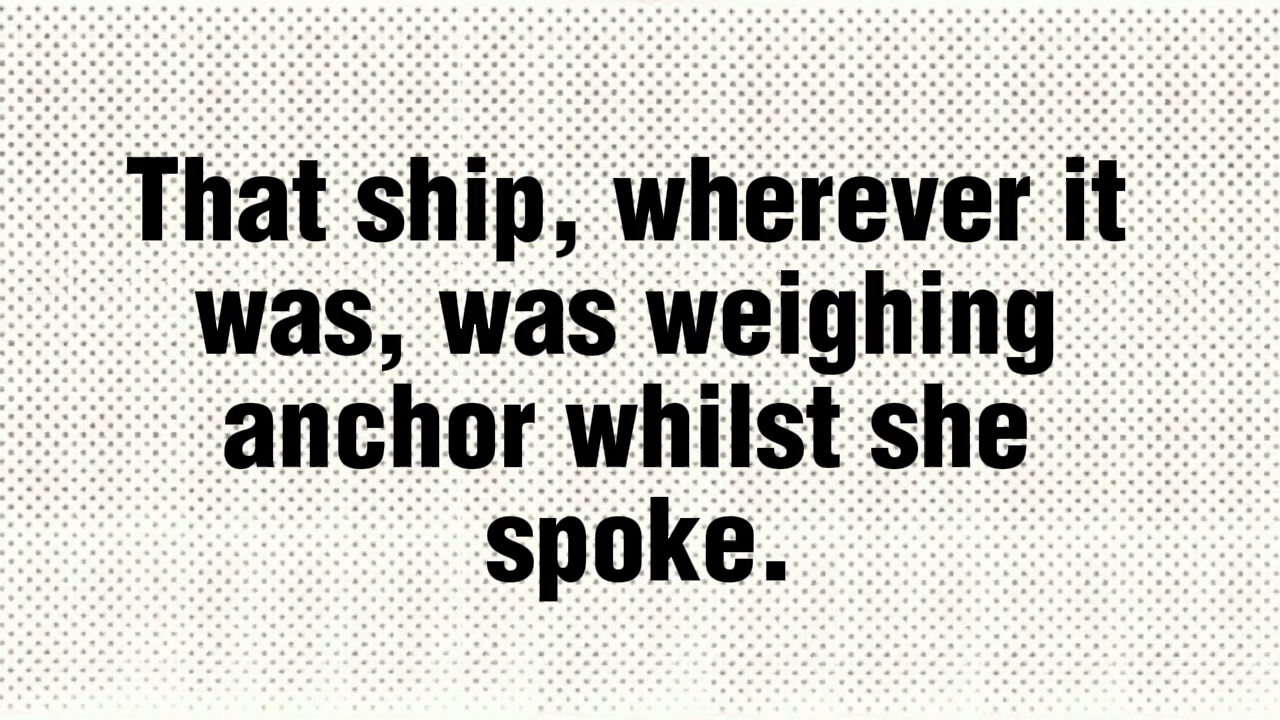 That ship, wherever it
was, was weighing
anchor whilst she
spoke.